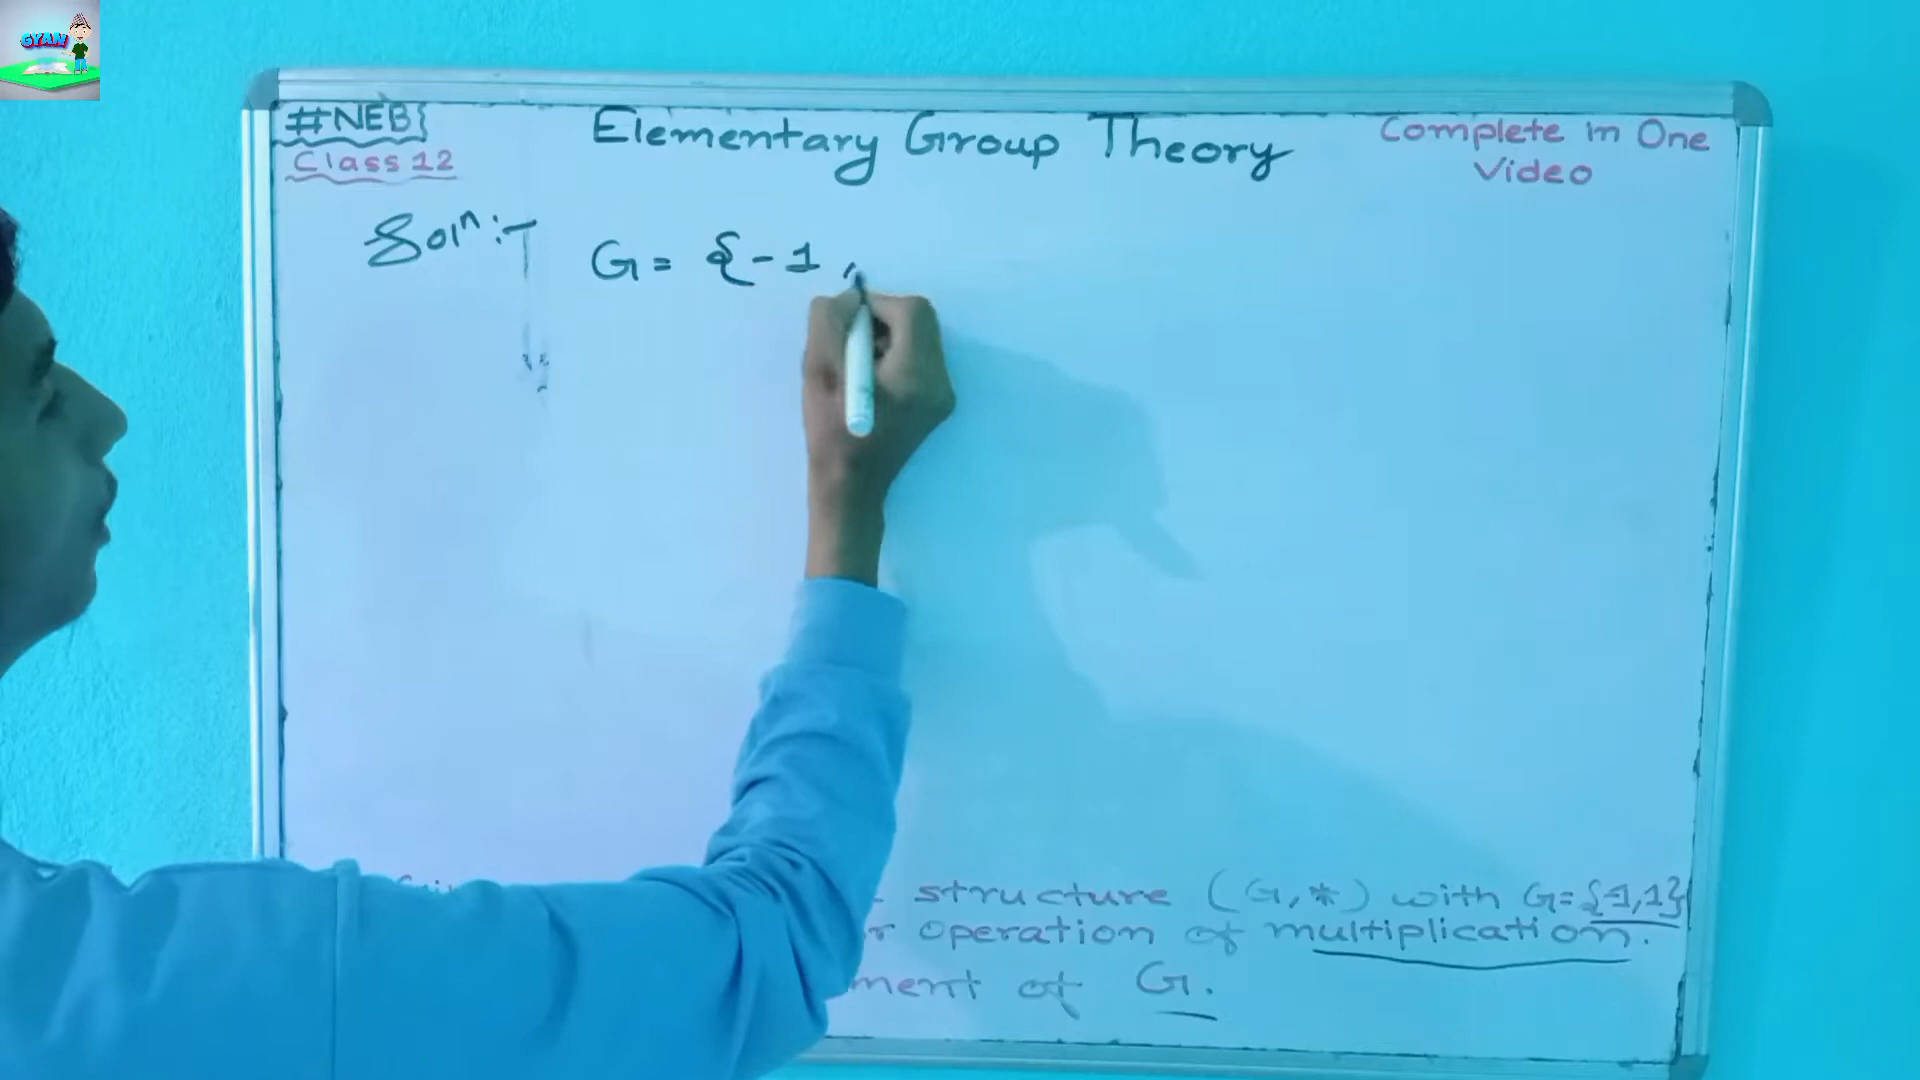 GYAN
#NEB
Class 12
Elementary Group Theory
Complete in One
Video
Solⁿ :-
G = {-1 ,
structure (G, *) with G={-1,1}
operation of multiplication.
of G.